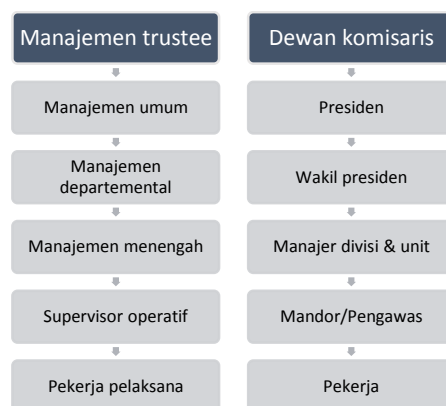 Manajemen trustee
Manajemen umum
Manajemen
departemental
Manajemen menengah
Supervisor operatif
Pekerja pelaksana
Dewan komisaris
Presiden
Wakil presiden
Manajer divisi & unit
Mandor/Pengawas
Pekerja